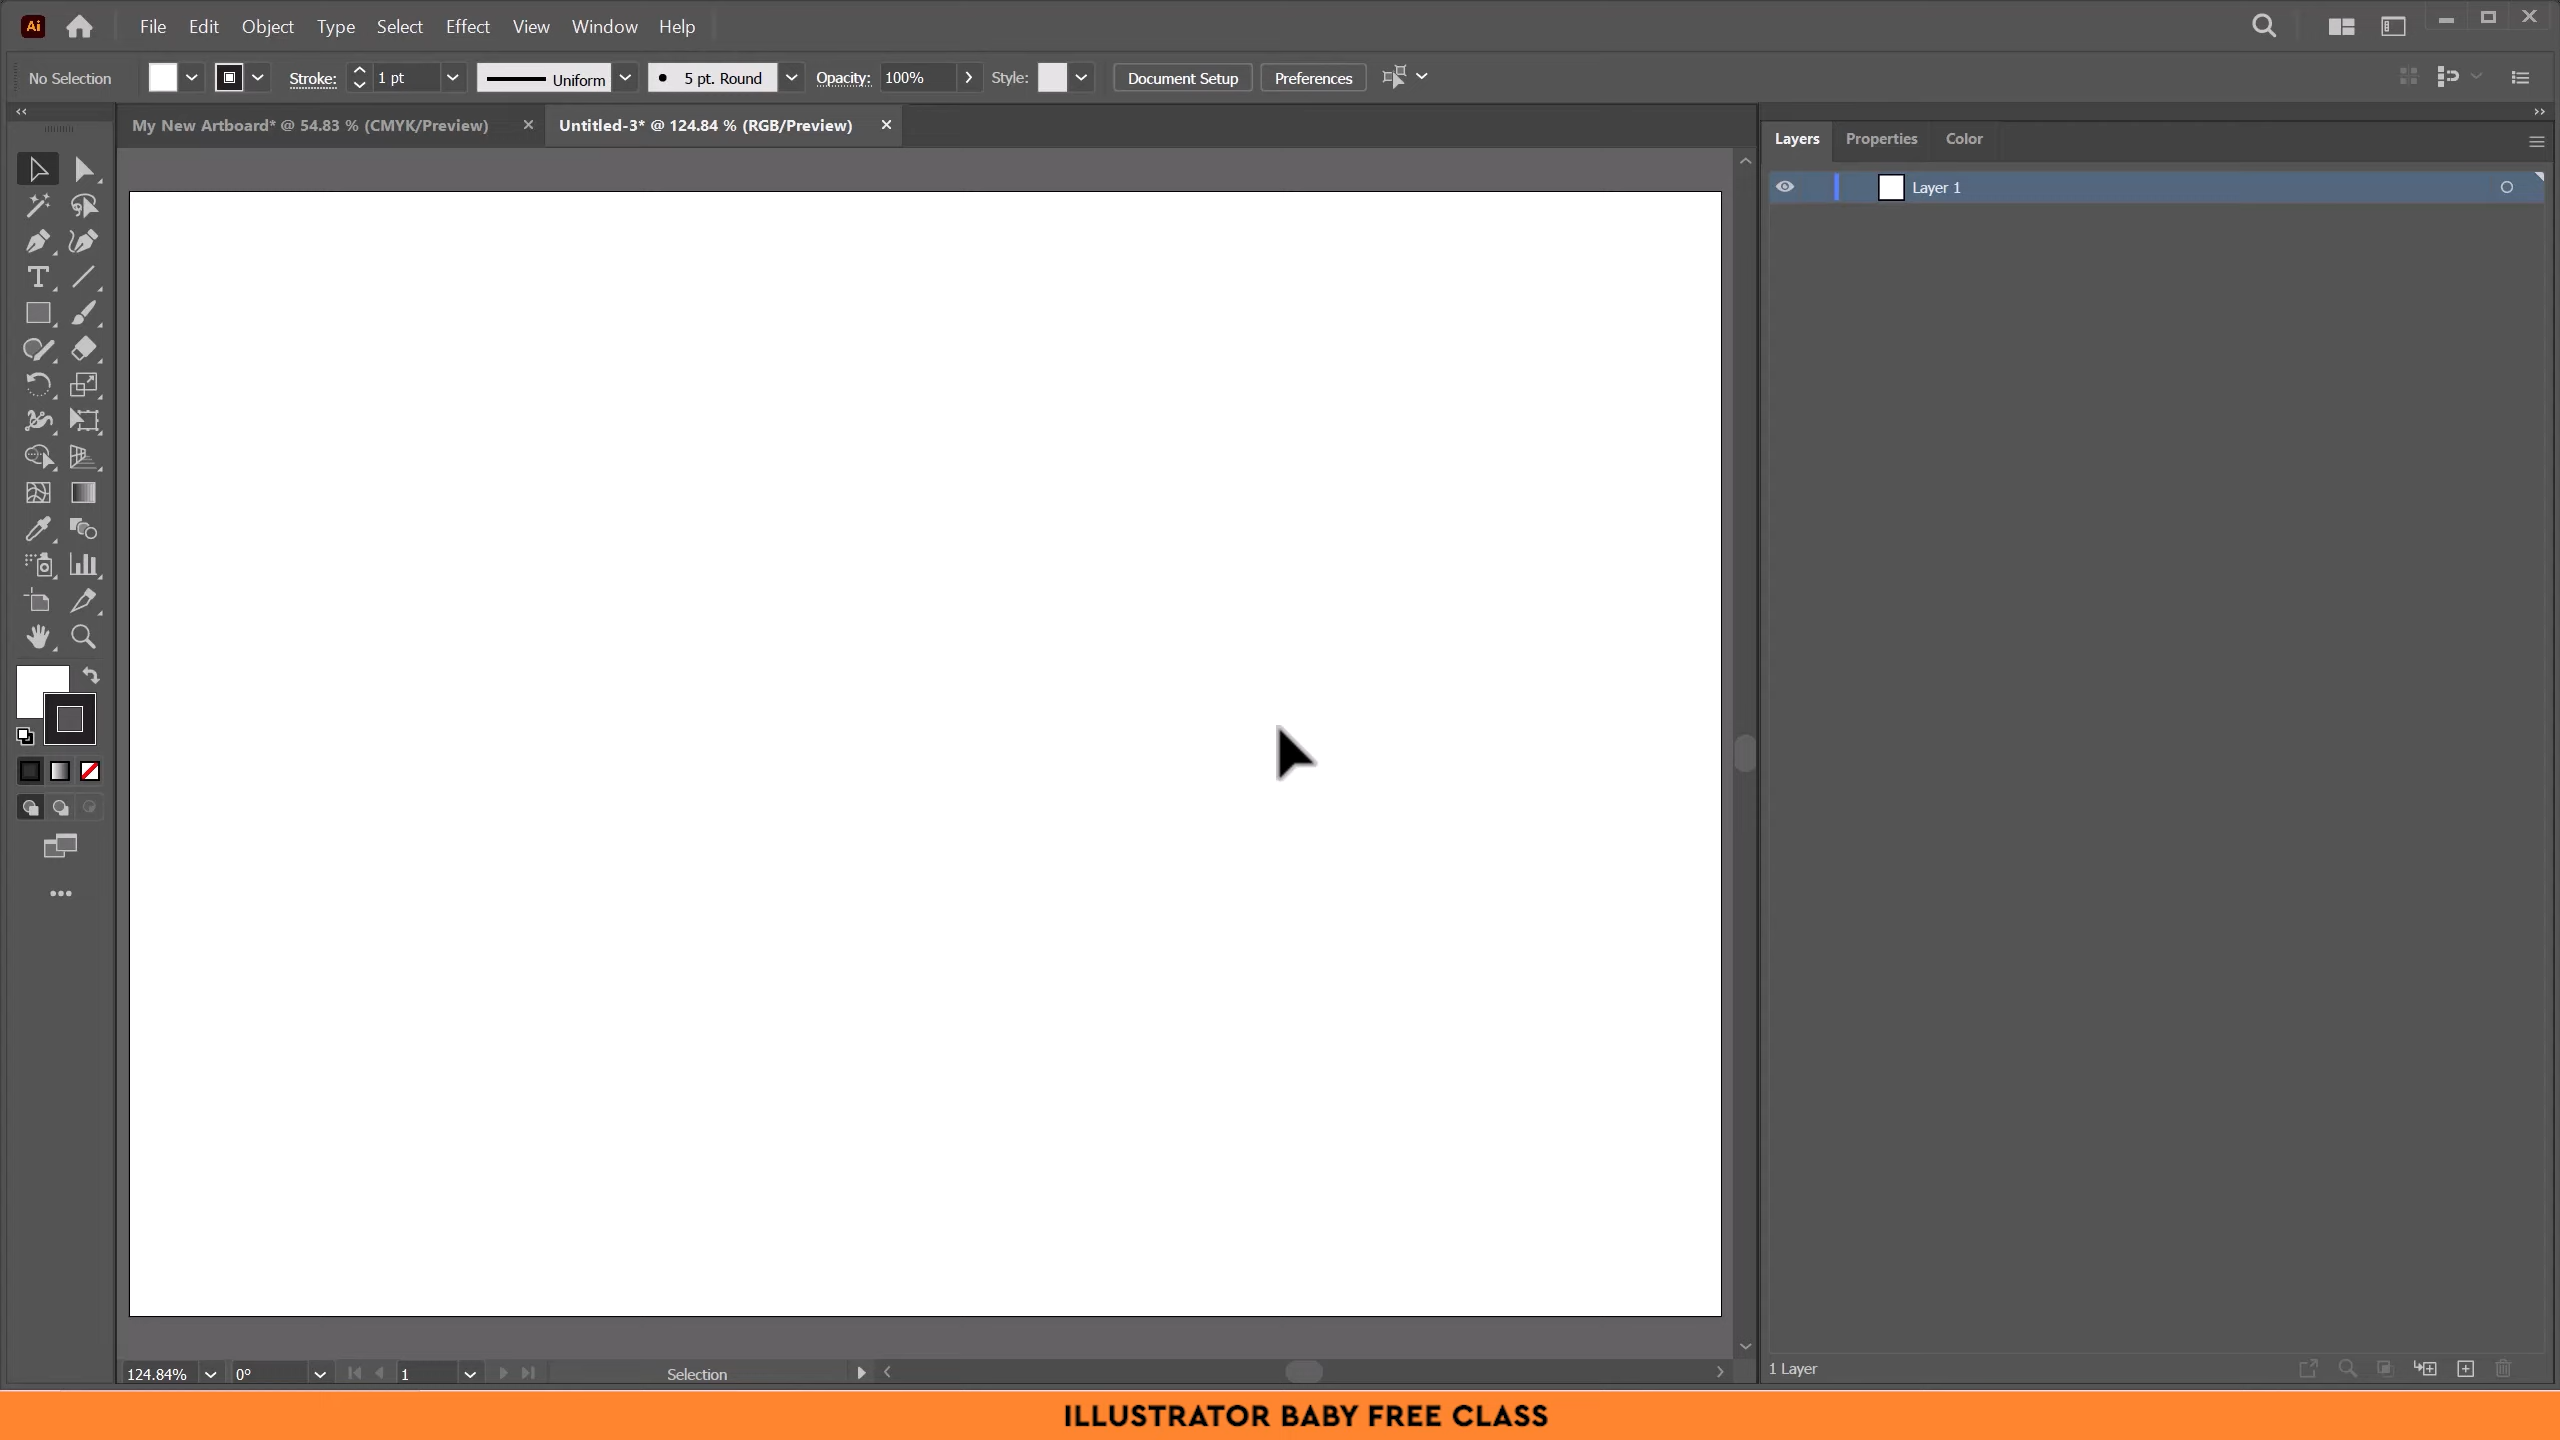 Ai File Edit Object Type Select Effect View Window Help
No Selection Stroke: 1 pt Uniform 5 pt. Round Opacity: 100% Style: Document Setup Preferences
My New Artboard* @ 54.83 % (CMYK/Preview) Untitled-3* @ 124.84 % (RGB/Preview)
Layers Properties Color
Layer 1
124.84% 0° 1 Selection
1 Layer
ILLUSTRATOR BABY FREE CLASS